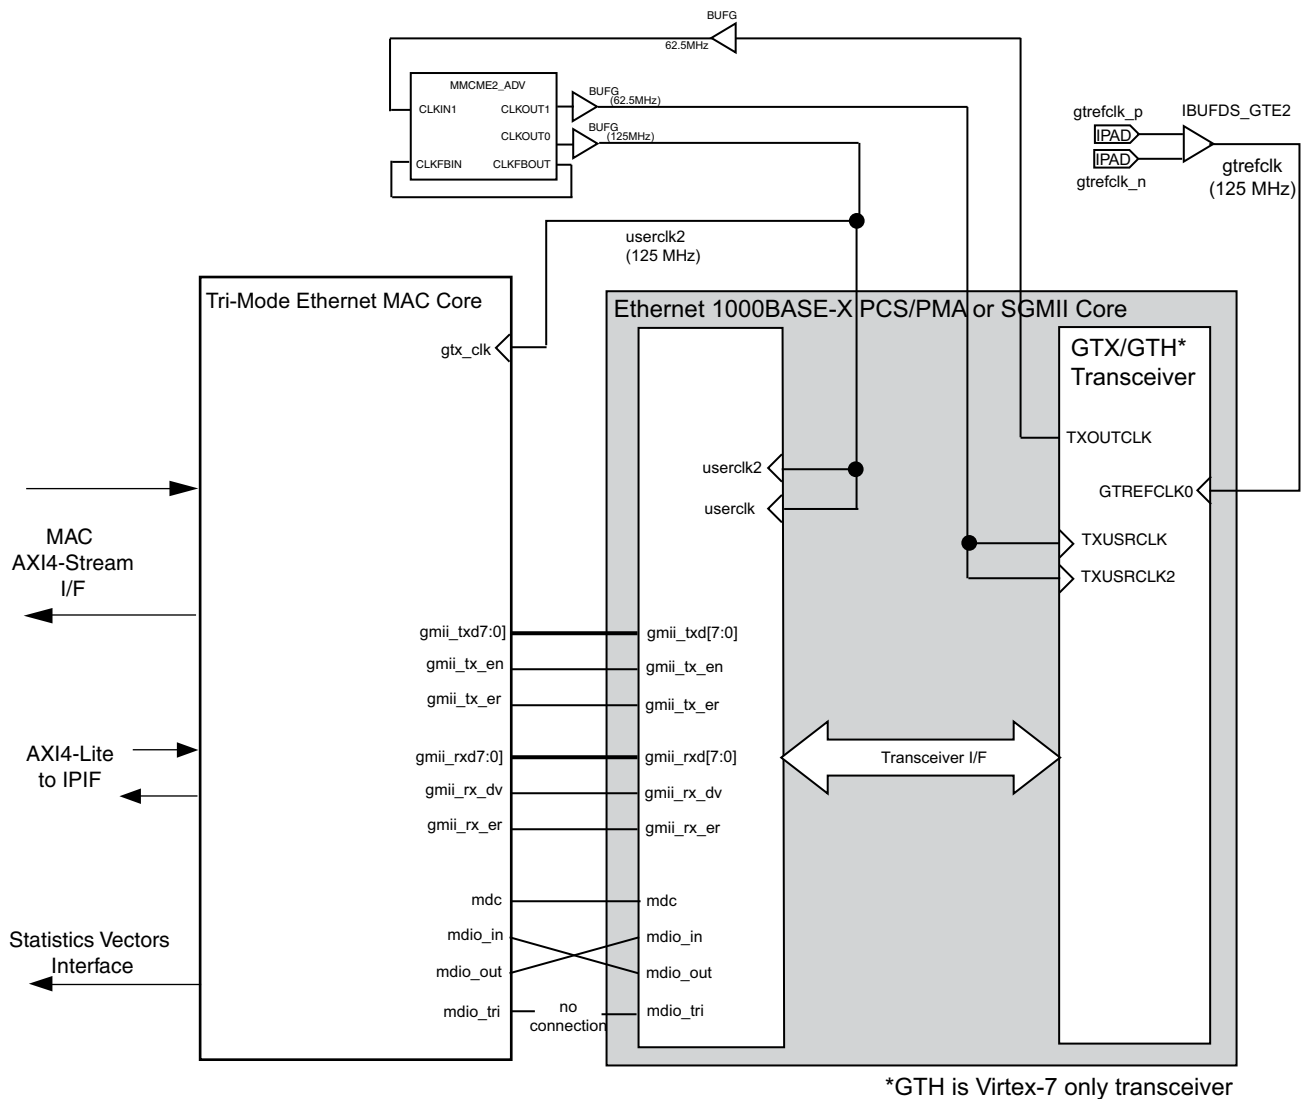 BUFG
62.5MHz
MMCME2_ADV
CLKIN1
CLKOUT1
CLKOUT0
CLKFBIN
CLKFBOUT
BUFG
(62.5MHz)
BUFG
(125MHz)
gtrefclk_p
IPAD
IPAD
gtrefclk_n
IBUFDS_GTE2
gtrefclk
(125 MHz)
userclk2
(125 MHz)
Tri-Mode Ethernet MAC Core
gtx_clk
Ethernet 1000BASE-X PCS/PMA or SGMII Core
GTX/GTH*
Transceiver
TXOUTCLK
GTREFCLK0
TXUSRCLK
TXUSRCLK2
userclk2
userclk
MAC
AXI4-Stream
I/F
AXI4-Lite
to IPIF
Statistics Vectors
Interface
gmii_txd7:0]
gmii_tx_en
gmii_tx_er
gmii_rxd7:0]
gmii_rx_dv
gmii_rx_er
mdc
mdio_in
mdio_out
mdio_tri
no
connection
gmii_txd[7:0]
gmii_tx_en
gmii_tx_er
gmii_rxd[7:0]
gmii_rx_dv
gmii_rx_er
mdc
mdio_in
mdio_out
mdio_tri
Transceiver I/F
*GTH is Virtex-7 only transceiver